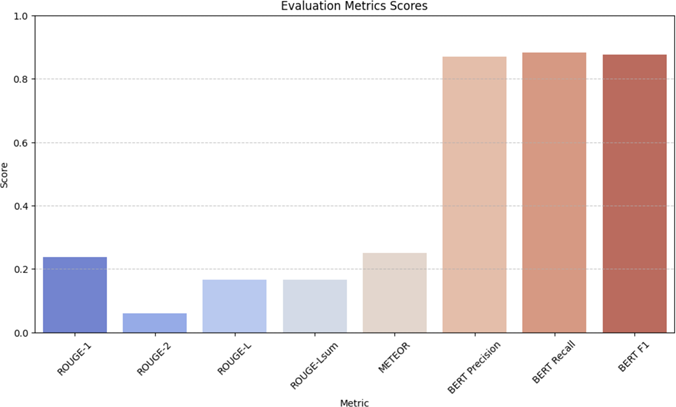 Evaluation Metrics Scores
1.0
0.8
0.6
0.4
0.2
0.0
Score
ROUGE-1
ROUGE-2
ROUGE-L
ROUGE-Lsum
METEOR
BERT Precision
BERT Recall
BERT F1
Metric